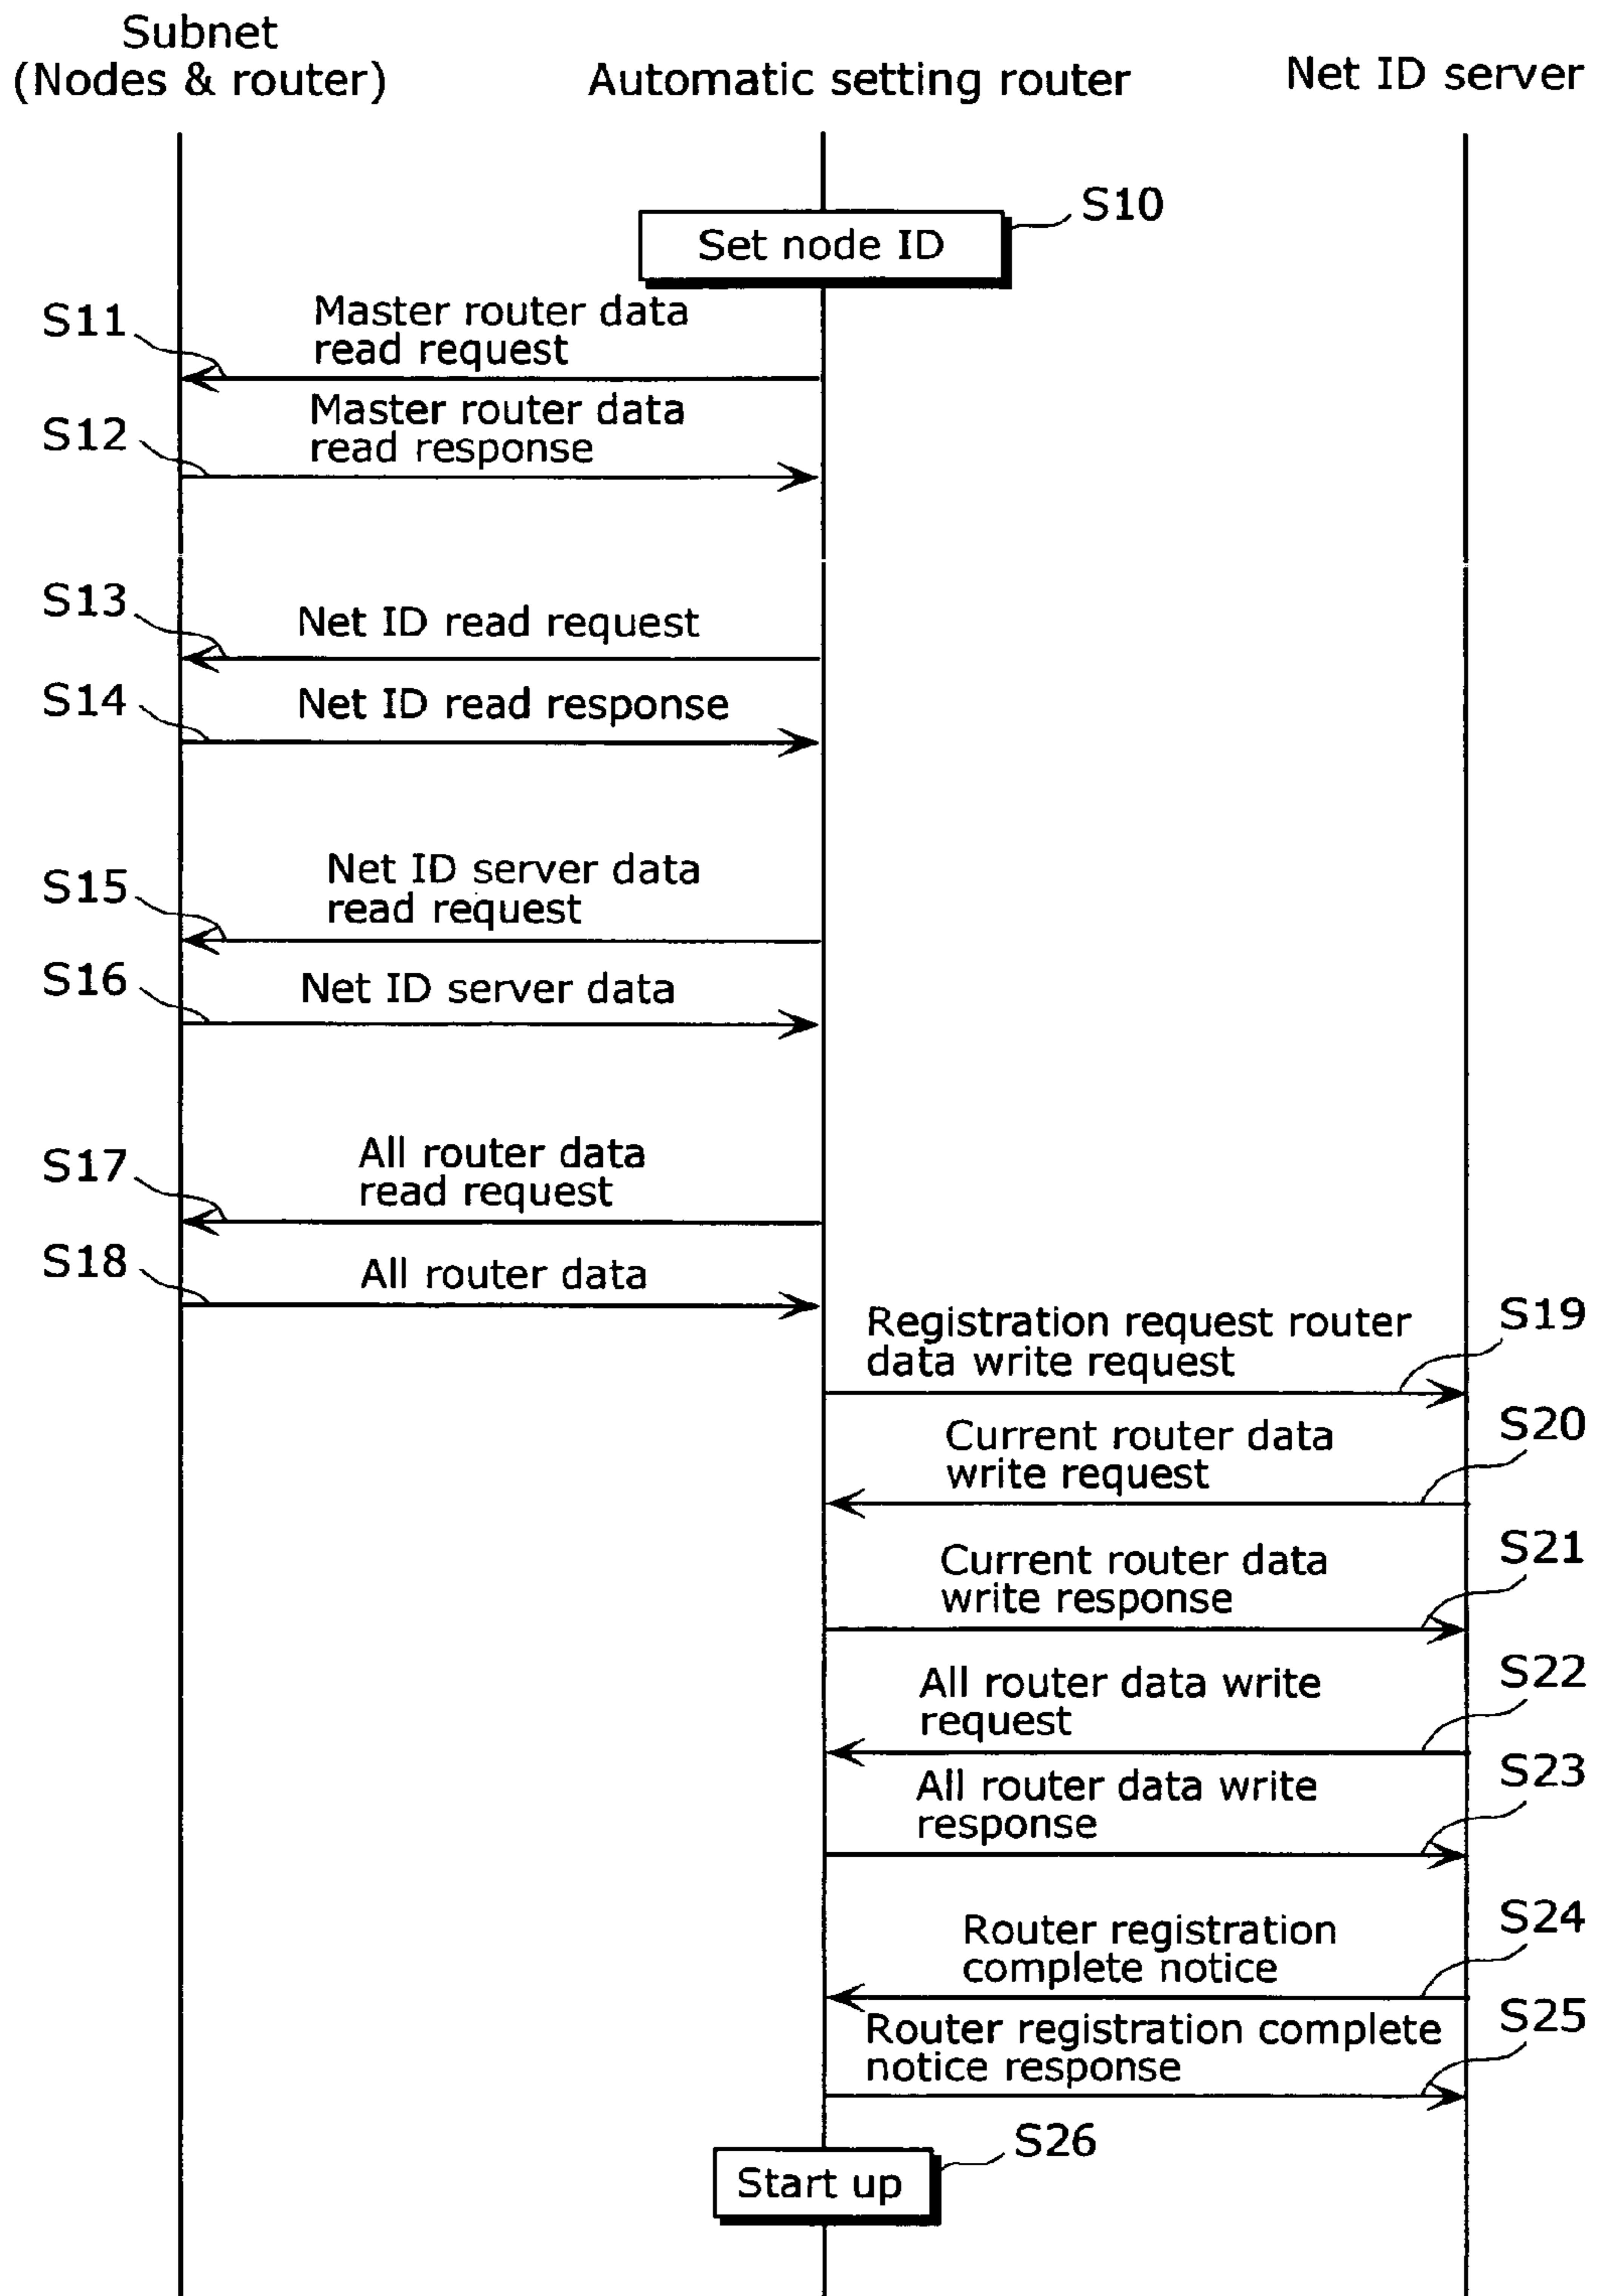 Subnet
(Nodes & router)
Automatic setting router
Net ID server
S10
Set node ID
S11
Master router data
read request
S12
Master router data
read response
S13
Net ID read request
S14
Net ID read response
S15
Net ID server data
read request
S16
Net ID server data
S17
All router data
read request
S18
All router data
S19
Registration request router
data write request
S20
Current router data
write request
S21
Current router data
write response
S22
All router data write
request
S23
All router data write
response
S24
Router registration
complete notice
S25
Router registration complete
notice response
S26
Start up